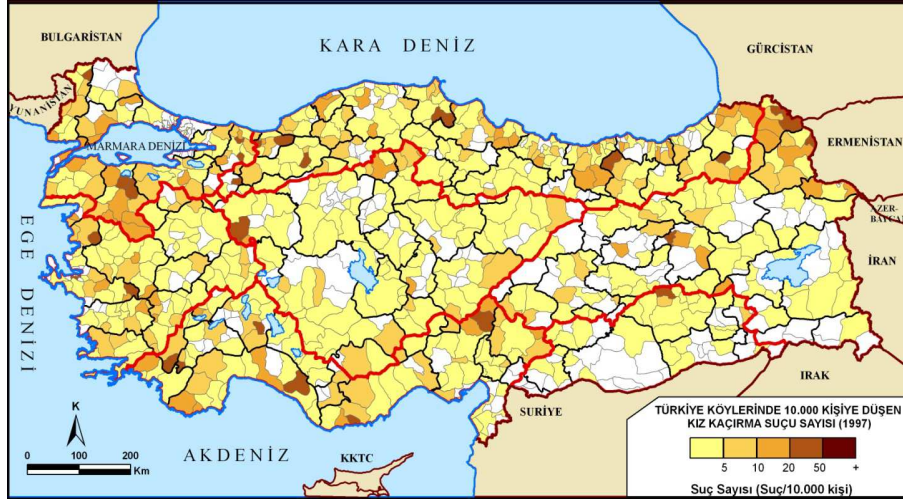 BULGARİSTAN
KARA DENİZ
GÜRCİSTAN
YUNANİSTAN
MARMARA DENİZİ
ERMENİSTAN
AZER-
BAYCAN
EGE DENİZİ
İRAN
K
0 100 200
Km
AKDENİZ
KKTC
SURİYE
IRAK
TÜRKİYE KÖYLERİNDE 10.000 KİŞİYE DÜŞEN
KIZ KAÇIRMA SUÇU SAYISI (1997)
5 10 20 50 +
Suç Sayısı (Suç/10.000 kişi)